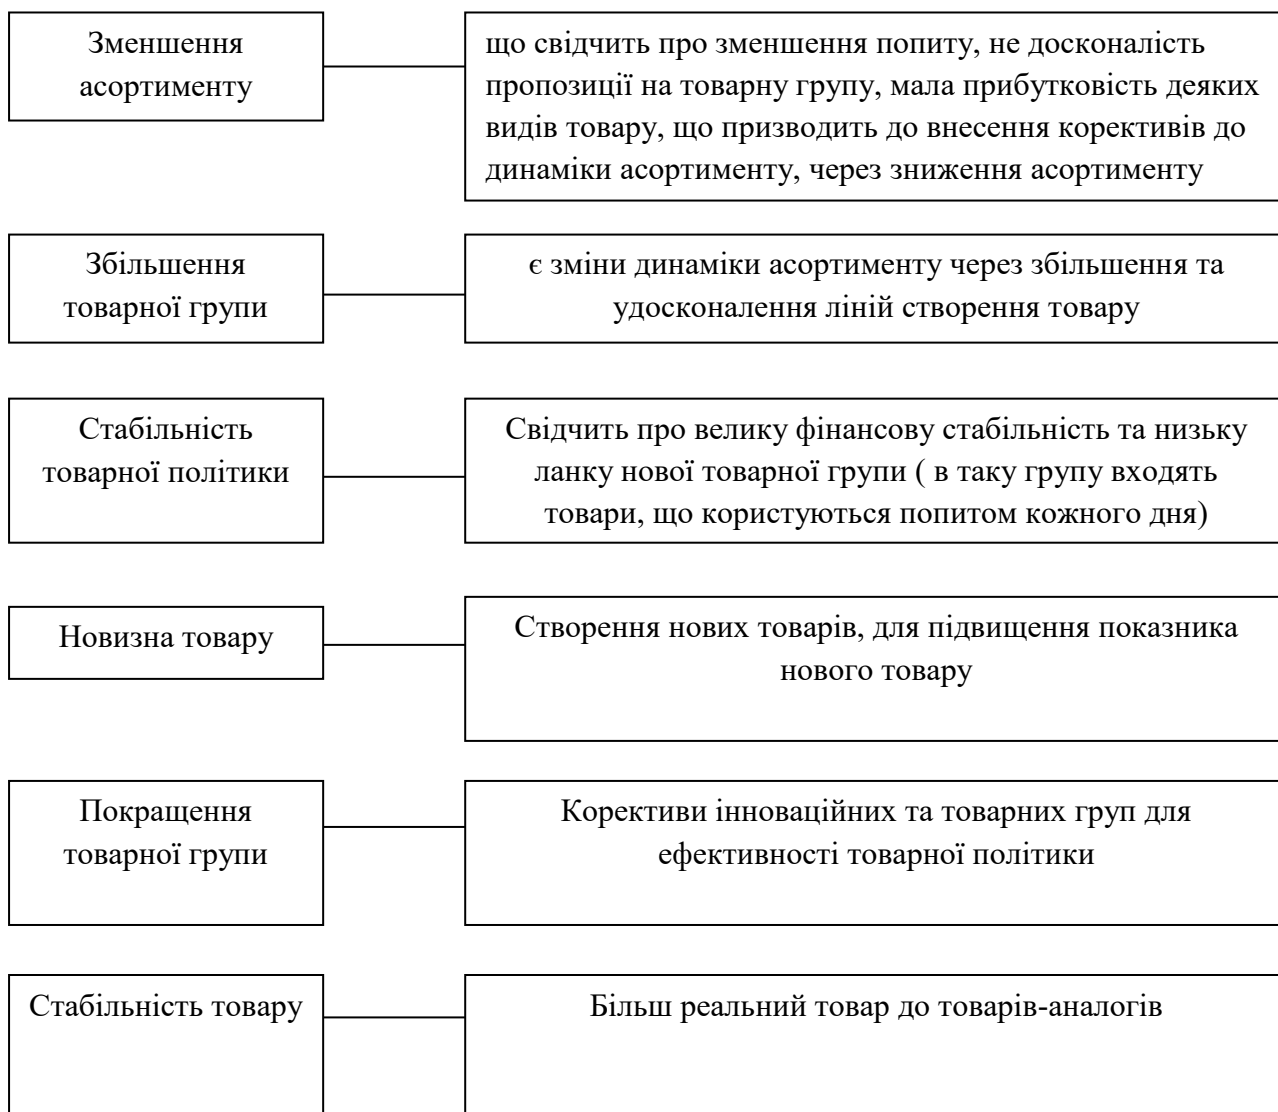 Зменшення
асортименту
що свідчить про зменшення попиту, не досконалість
пропозиції на товарну групу, мала прибутковість деяких
видів товару, що призводить до внесення корективів до
динаміки асортименту, через зниження асортименту
Збільшення
товарної групи
є зміни динаміки асортименту через збільшення та
удосконалення ліній створення товару
Стабільність
товарної політики
Свідчить про велику фінансову стабільність та низьку
ланку нової товарної групи ( в таку групу входять
товари, що користуються попитом кожного дня)
Новизна товару
Створення нових товарів, для підвищення показника
нового товару
Покращення
товарної групи
Корективи інноваційних та товарних груп для
ефективності товарної політики
Стабільність товару
Більш реальний товар до товарів-аналогів